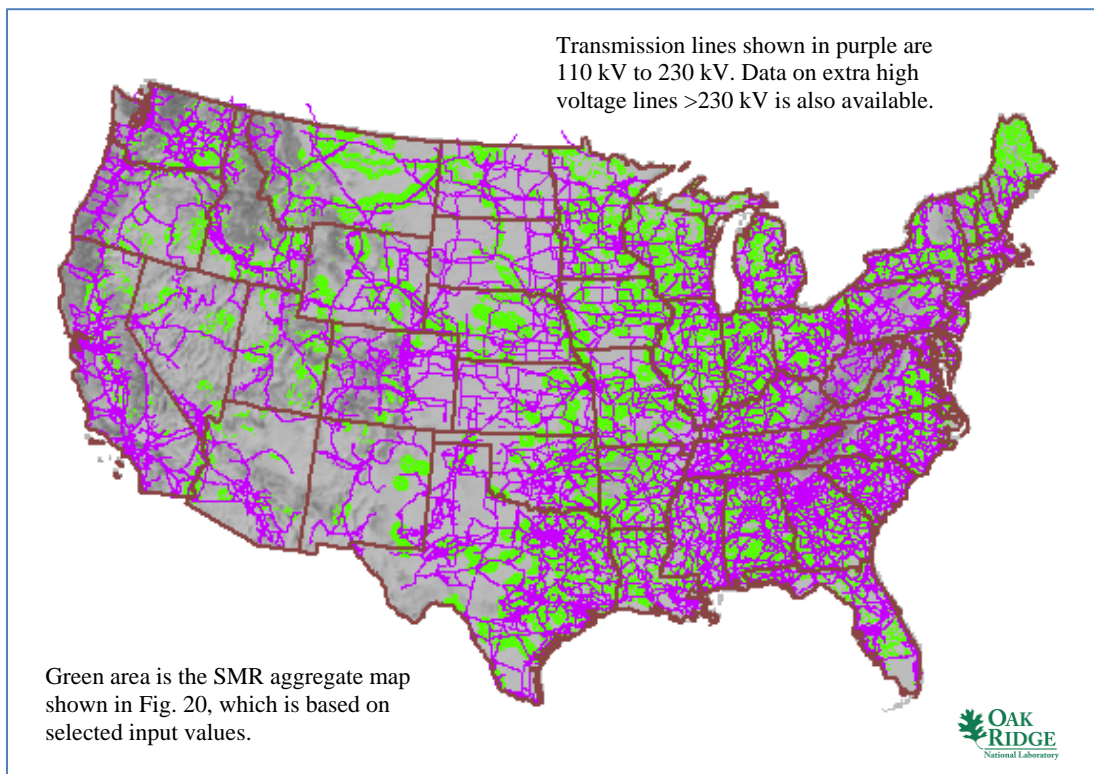 Transmission lines shown in purple are
110 kV to 230 kV. Data on extra high
voltage lines >230 kV is also available.
Green area is the SMR aggregate map
shown in Fig. 20, which is based on
selected input values.
OAK
RIDGE
National Laboratory